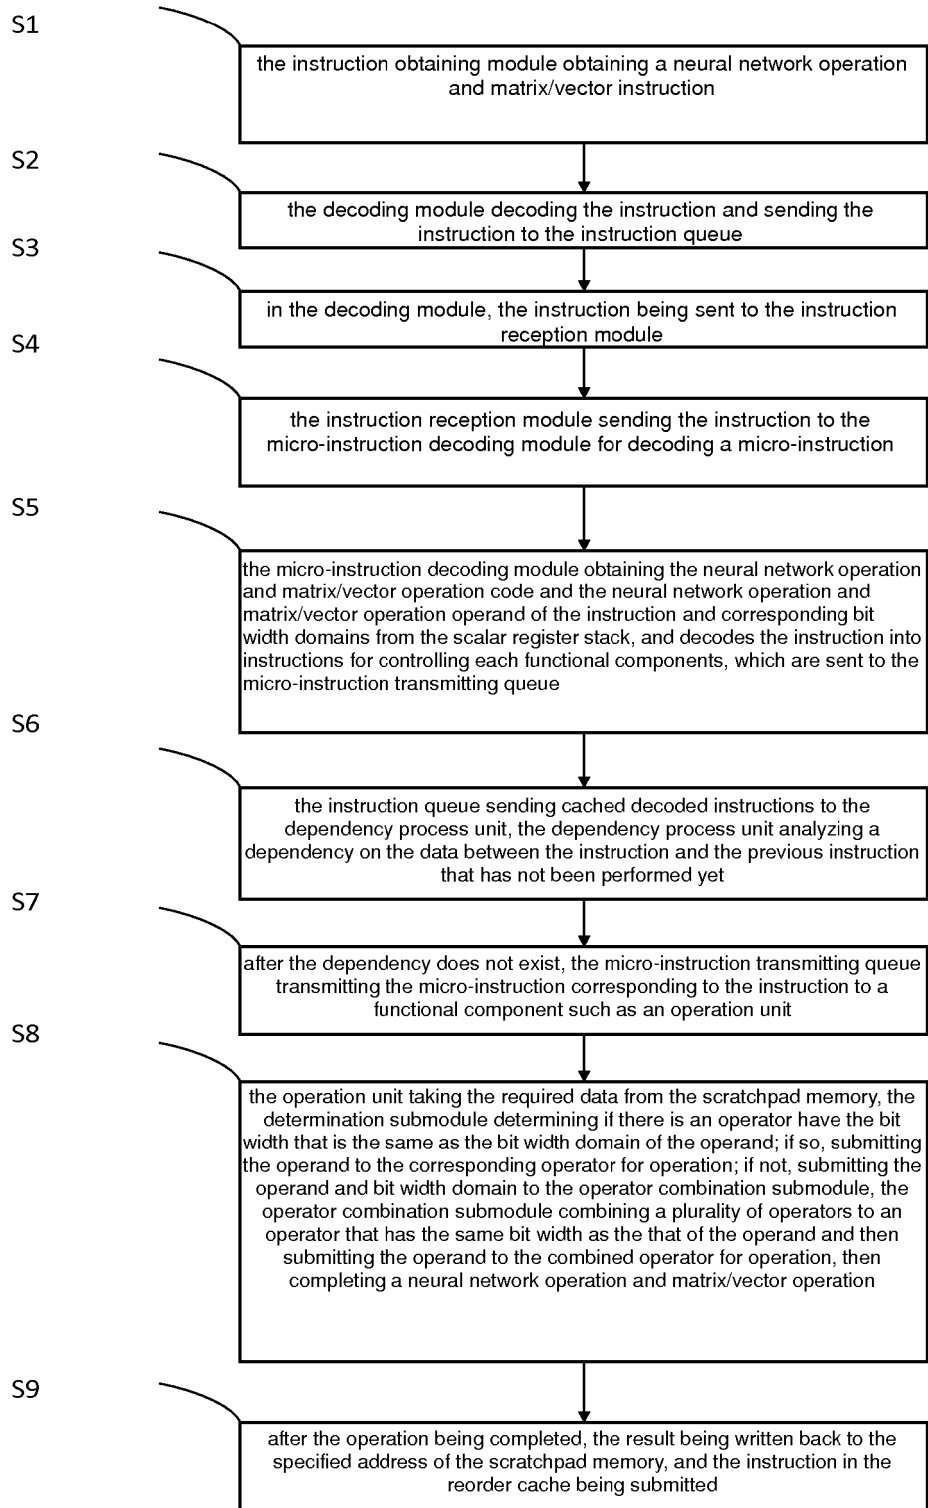 S1
the instruction obtaining module obtaining a neural network operation
and matrix/vector instruction
S2
the decoding module decoding the instruction and sending the
instruction to the instruction queue
S3
in the decoding module, the instruction being sent to the instruction
reception module
S4
the instruction reception module sending the instruction to the
micro-instruction decoding module for decoding a micro-instruction
S5
the micro-instruction decoding module obtaining the neural network operation
and matrix/vector operation code and the neural network operation and
matrix/vector operation operand of the instruction and corresponding bit
width domains from the scalar register stack, and decodes the instruction into
instructions for controlling each functional components, which are sent to the
micro-instruction transmitting queue
S6
the instruction queue sending cached decoded instructions to the
dependency process unit, the dependency process unit analyzing a
dependency on the data between the instruction and the previous instruction
that has not been performed yet
S7
after the dependency does not exist, the micro-instruction transmitting queue
transmitting the micro-instruction corresponding to the instruction to a
functional component such as an operation unit
S8
the operation unit taking the required data from the scratchpad memory, the
determination submodule determining if there is an operator have the bit
width that is the same as the bit width domain of the operand; if so, submitting
the operand to the corresponding operator for operation; if not, submitting the
operand and bit width domain to the operator combination submodule, the
operator combination submodule combining a plurality of operators to an
operator that has the same bit width as the that of the operand and then
submitting the operand to the combined operator for operation, then
completing a neural network operation and matrix/vector operation
S9
after the operation being completed, the result being written back to the
specified address of the scratchpad memory, and the instruction in the
reorder cache being submitted